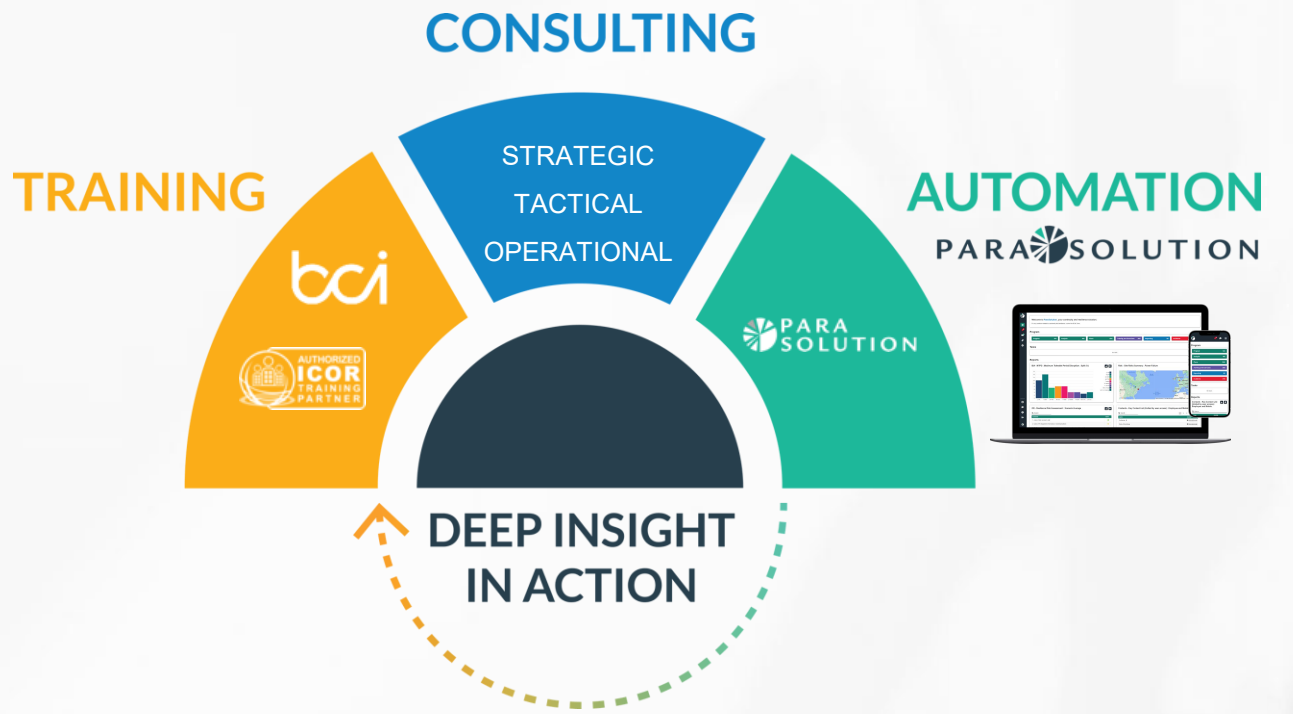 CONSULTING
TRAINING
STRATEGIC
TACTICAL
OPERATIONAL
AUTOMATION
PARA SOLUTION
bci
AUTHORIZED
ICOR
TRAINING
PARTNER
PARA
SOLUTION
DEEP INSIGHT
IN ACTION